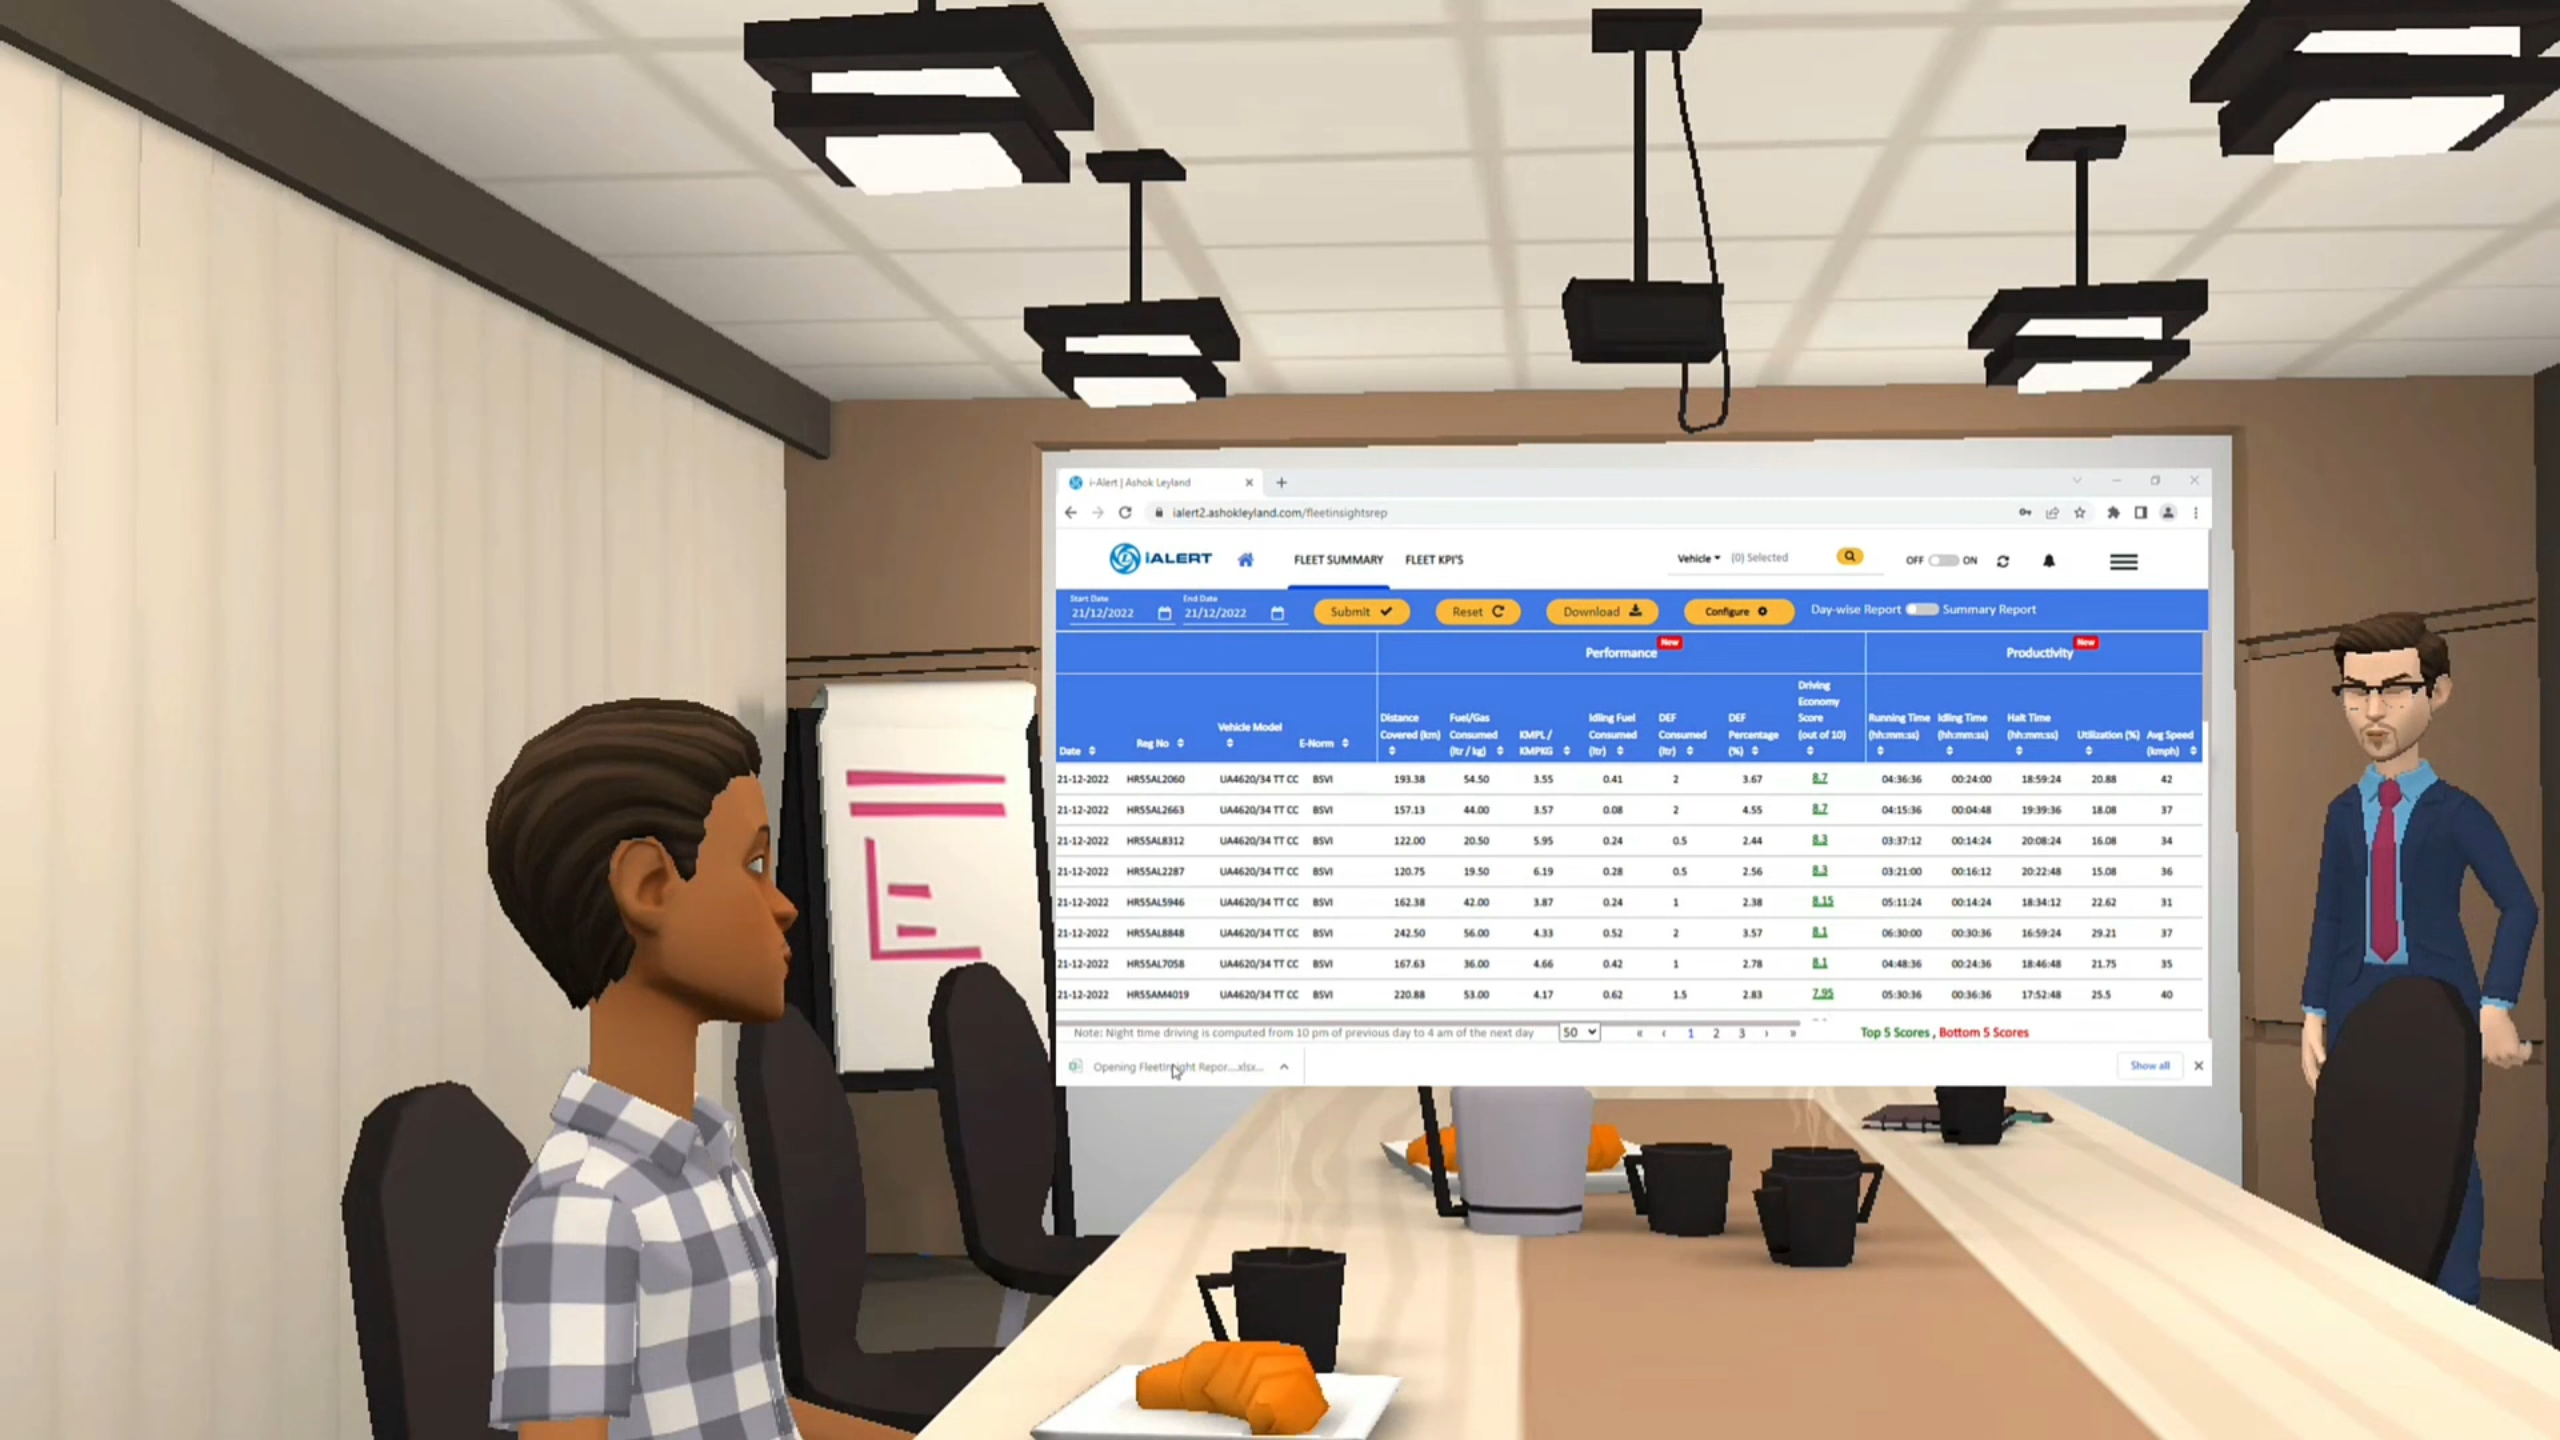 i-Alert | Ashok Leyland
ialert2.ashokleyland.com/fleetinsightsrep
iALERT FLEET SUMMARY FLEET KPI'S Vehicle (0) Selected OFF ON
Start Date End Date
21/12/2022 21/12/2022 Submit Reset Download Configure Day-wise Report Summary Report
Performance New Productivity New
Date Reg No Vehicle Model E-Norm Distance Covered (km) Fuel/Gas Consumed (ltr / kg) KMPL / KMPKG Idling Fuel Consumed (ltr) DEF Consumed (ltr) DEF Percentage (%) Driving Economy Score (out of 10) Running Time (hh:mm:ss) Idling Time (hh:mm:ss) Halt Time (hh:mm:ss) Utilization (%) Avg Speed (kmph)
21-12-2022 HR55AL2060 UA4620/34 TT CC BSVI 193.38 54.50 3.55 0.41 2 3.67 8.7 04:36:36 00:24:00 18:59:24 20.88 42
21-12-2022 HR55AL2663 UA4620/34 TT CC BSVI 157.13 44.00 3.57 0.08 2 4.55 8.7 04:15:36 00:04:48 19:39:36 18.08 37
21-12-2022 HR55AL8312 UA4620/34 TT CC BSVI 122.00 20.50 5.95 0.24 0.5 2.44 8.3 03:37:12 00:14:24 20:08:24 16.08 34
21-12-2022 HR55AL2287 UA4620/34 TT CC BSVI 120.75 19.50 6.19 0.28 0.5 2.56 8.3 03:21:00 00:16:12 20:22:48 15.08 36
21-12-2022 HR55AL5946 UA4620/34 TT CC BSVI 162.38 42.00 3.87 0.24 1 2.38 8.15 05:11:24 00:14:24 18:34:12 22.62 31
21-12-2022 HR55AL8848 UA4620/34 TT CC BSVI 242.50 56.00 4.33 0.52 2 3.57 8.1 06:30:00 00:30:36 16:59:24 29.21 37
21-12-2022 HR55AL7058 UA4620/34 TT CC BSVI 167.63 36.00 4.66 0.42 1 2.78 8.1 04:48:36 00:24:36 18:46:48 21.75 35
21-12-2022 HR55AM4019 UA4620/34 TT CC BSVI 220.88 53.00 4.17 0.62 1.5 2.83 7.95 05:30:36 00:36:36 17:52:48 25.5 40
Note: Night time driving is computed from 10 pm of previous day to 4 am of the next day 50 « ‹ 1 2 3 › » Top 5 Scores , Bottom 5 Scores
Opening FleetInsight Repor....xlsx... Show all